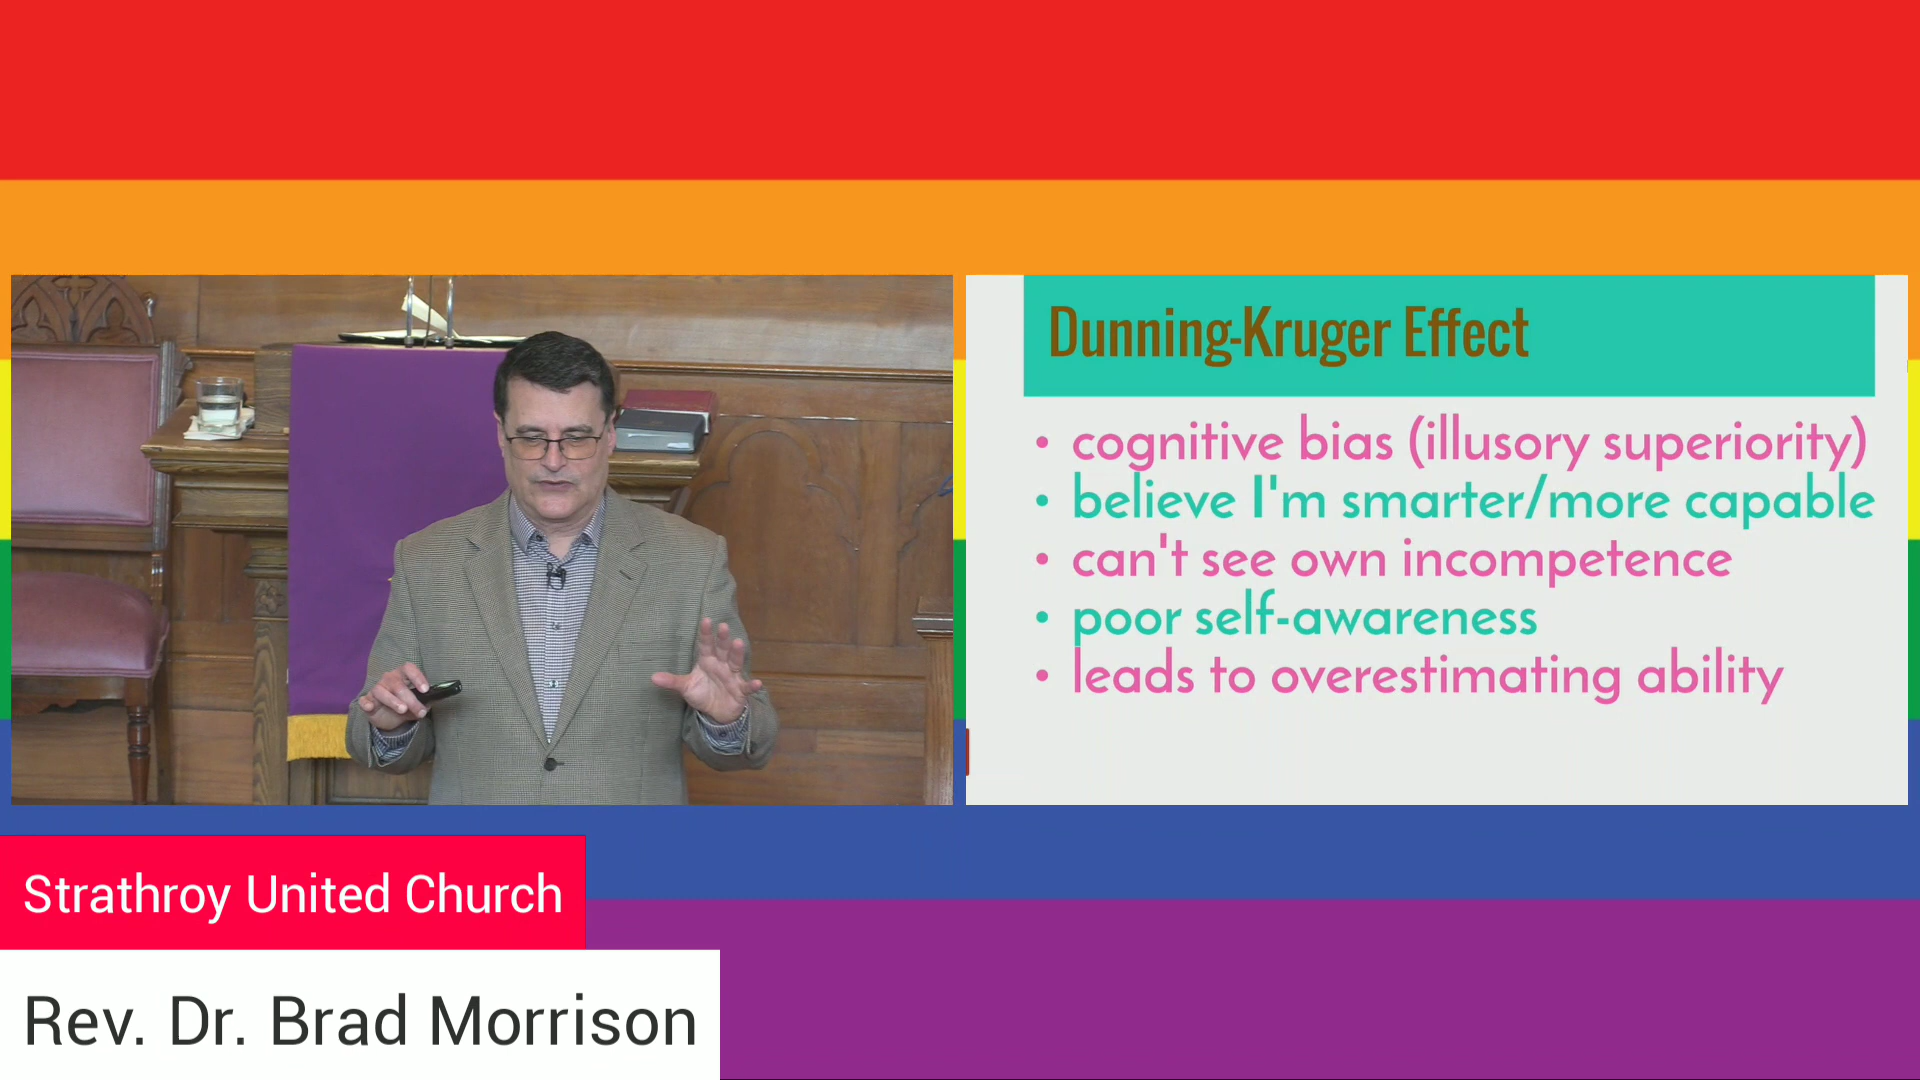 Dunning-Kruger Effect
• cognitive bias (illusory superiority)
• believe I'm smarter/more capable
• can't see own incompetence
• poor self-awareness
• leads to overestimating ability
Strathroy United Church
Rev. Dr. Brad Morrison